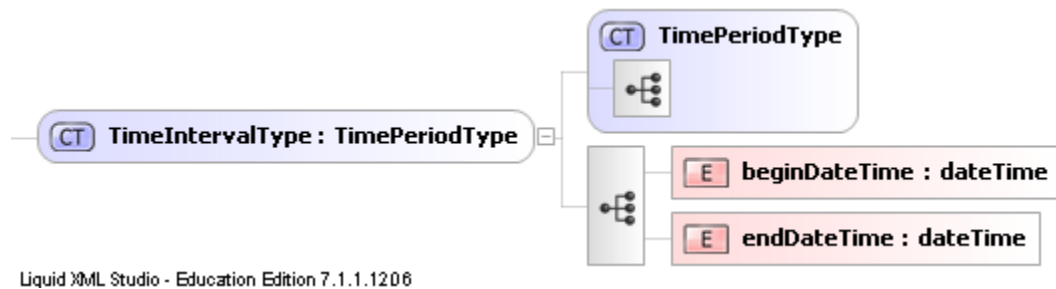 CT TimePeriodType
CT TimeIntervalType : TimePeriodType
E beginDateTime : dateTime
E endDateTime : dateTime
Liquid XML Studio - Education Edition 7.1.1.1206